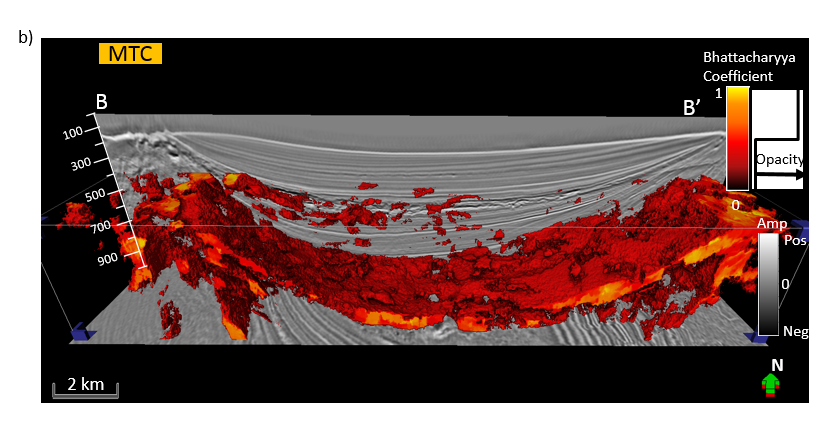 b)
MTC
Bhattacharyya
Coefficient
B
B’
1
100
300
Opacity
500
0
700
Amp
Pos
900
0
Neg
2 km
N